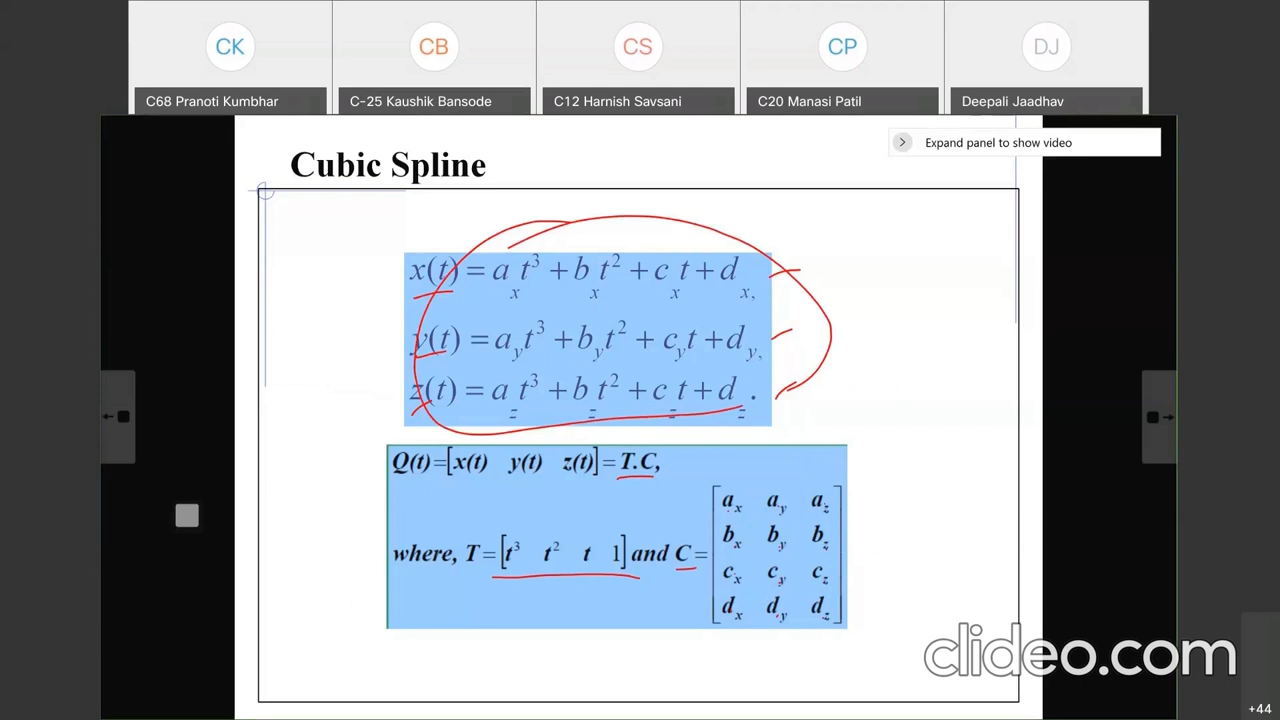 CK CB CS CP DJ
C68 Pranoti Kumbhar C-25 Kaushik Bansode C12 Harnish Savsani C20 Manasi Patil Deepali Jaadhav
Expand panel to show video
Cubic Spline
x(t) = a_x t³ + b_x t² + c_x t + d_x,
y(t) = a_y t³ + b_y t² + c_y t + d_y,
z(t) = a_z t³ + b_z t² + c_z t + d_z.
Q(t)=[x(t) y(t) z(t)]= T.C,
where, T=[t³ t² t 1] and C=
a_x a_y a_z
b_x b_y b_z
c_x c_y c_z
d_x d_y d_z
clideo.com
+44